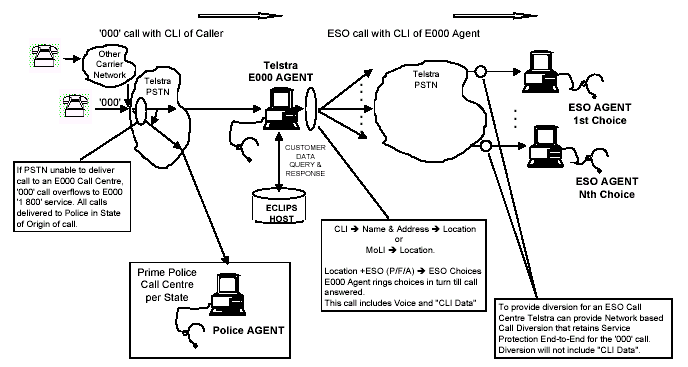 '000' call with CLI of Caller
ESO call with CLI of E000 Agent
Other
Carrier
Network
Telstra
PSTN
'000'
Telstra
E000 AGENT
Telstra
PSTN
ESO AGENT
1st Choice
ESO AGENT
Nth Choice
CUSTOMER
DATA
QUERY &
RESPONSE
ECLIPS
HOST
If PSTN unable to deliver
call to an E000 Call Centre,
'000' call overflows to E000
'1 800' service. All calls
delivered to Police in State
of Origin of call.
CLI ➔ Name & Address ➔ Location
or
MoLI ➔ Location.
Location +ESO (P/F/A) ➔ ESO Choices
E000 Agent rings choices in turn till call
answered.
This call includes Voice and "CLI Data"
Prime Police
Call Centre
per State
Police AGENT
To provide diversion for an ESO Call
Centre Telstra can provide Network based
Call Diversion that retains Service
Protection End-to-End for the '000' call.
Diversion will not include "CLI Data".